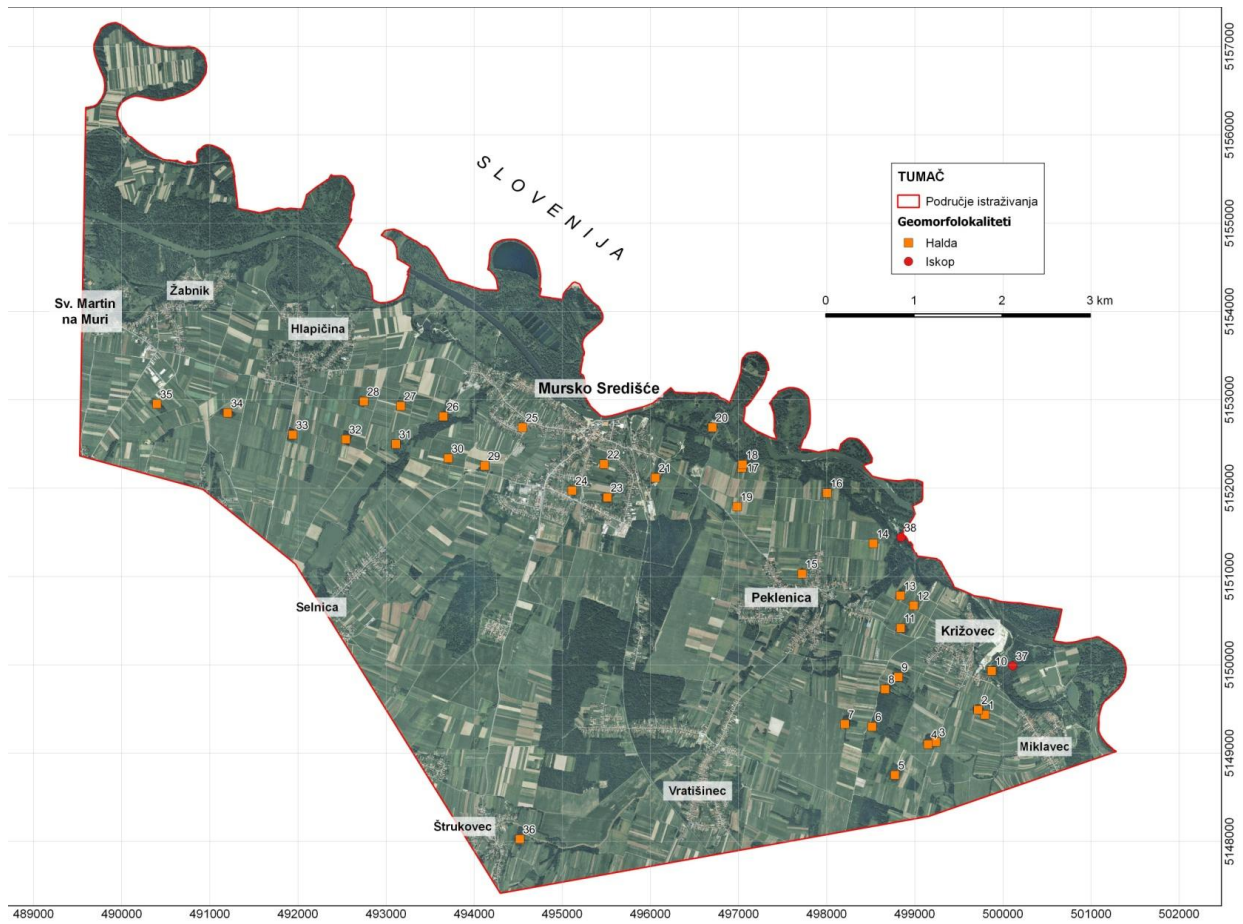 SLOVENIJA
TUMAČ
Područje istraživanja
Geomorfolokaliteti
Halda
Iskop
0 1 2 3 km
Žabnik
Sv. Martin
na Muri
Hlapičina
Mursko Središće
28
27
26
35
34
33
32
31
30
29
25
22
24
23
21
20
18
17
19
16
38
14
15
Peklenica
13
12
11
Selnica
Križovec
10
37
9
8
2
1
7
6
4
3
Miklavec
5
Vratišinec
Štrukovec
36
5157000
5156000
5155000
5154000
5153000
5152000
5151000
5150000
5149000
5148000
489000 490000 491000 492000 493000 494000 495000 496000 497000 498000 499000 500000 501000 502000